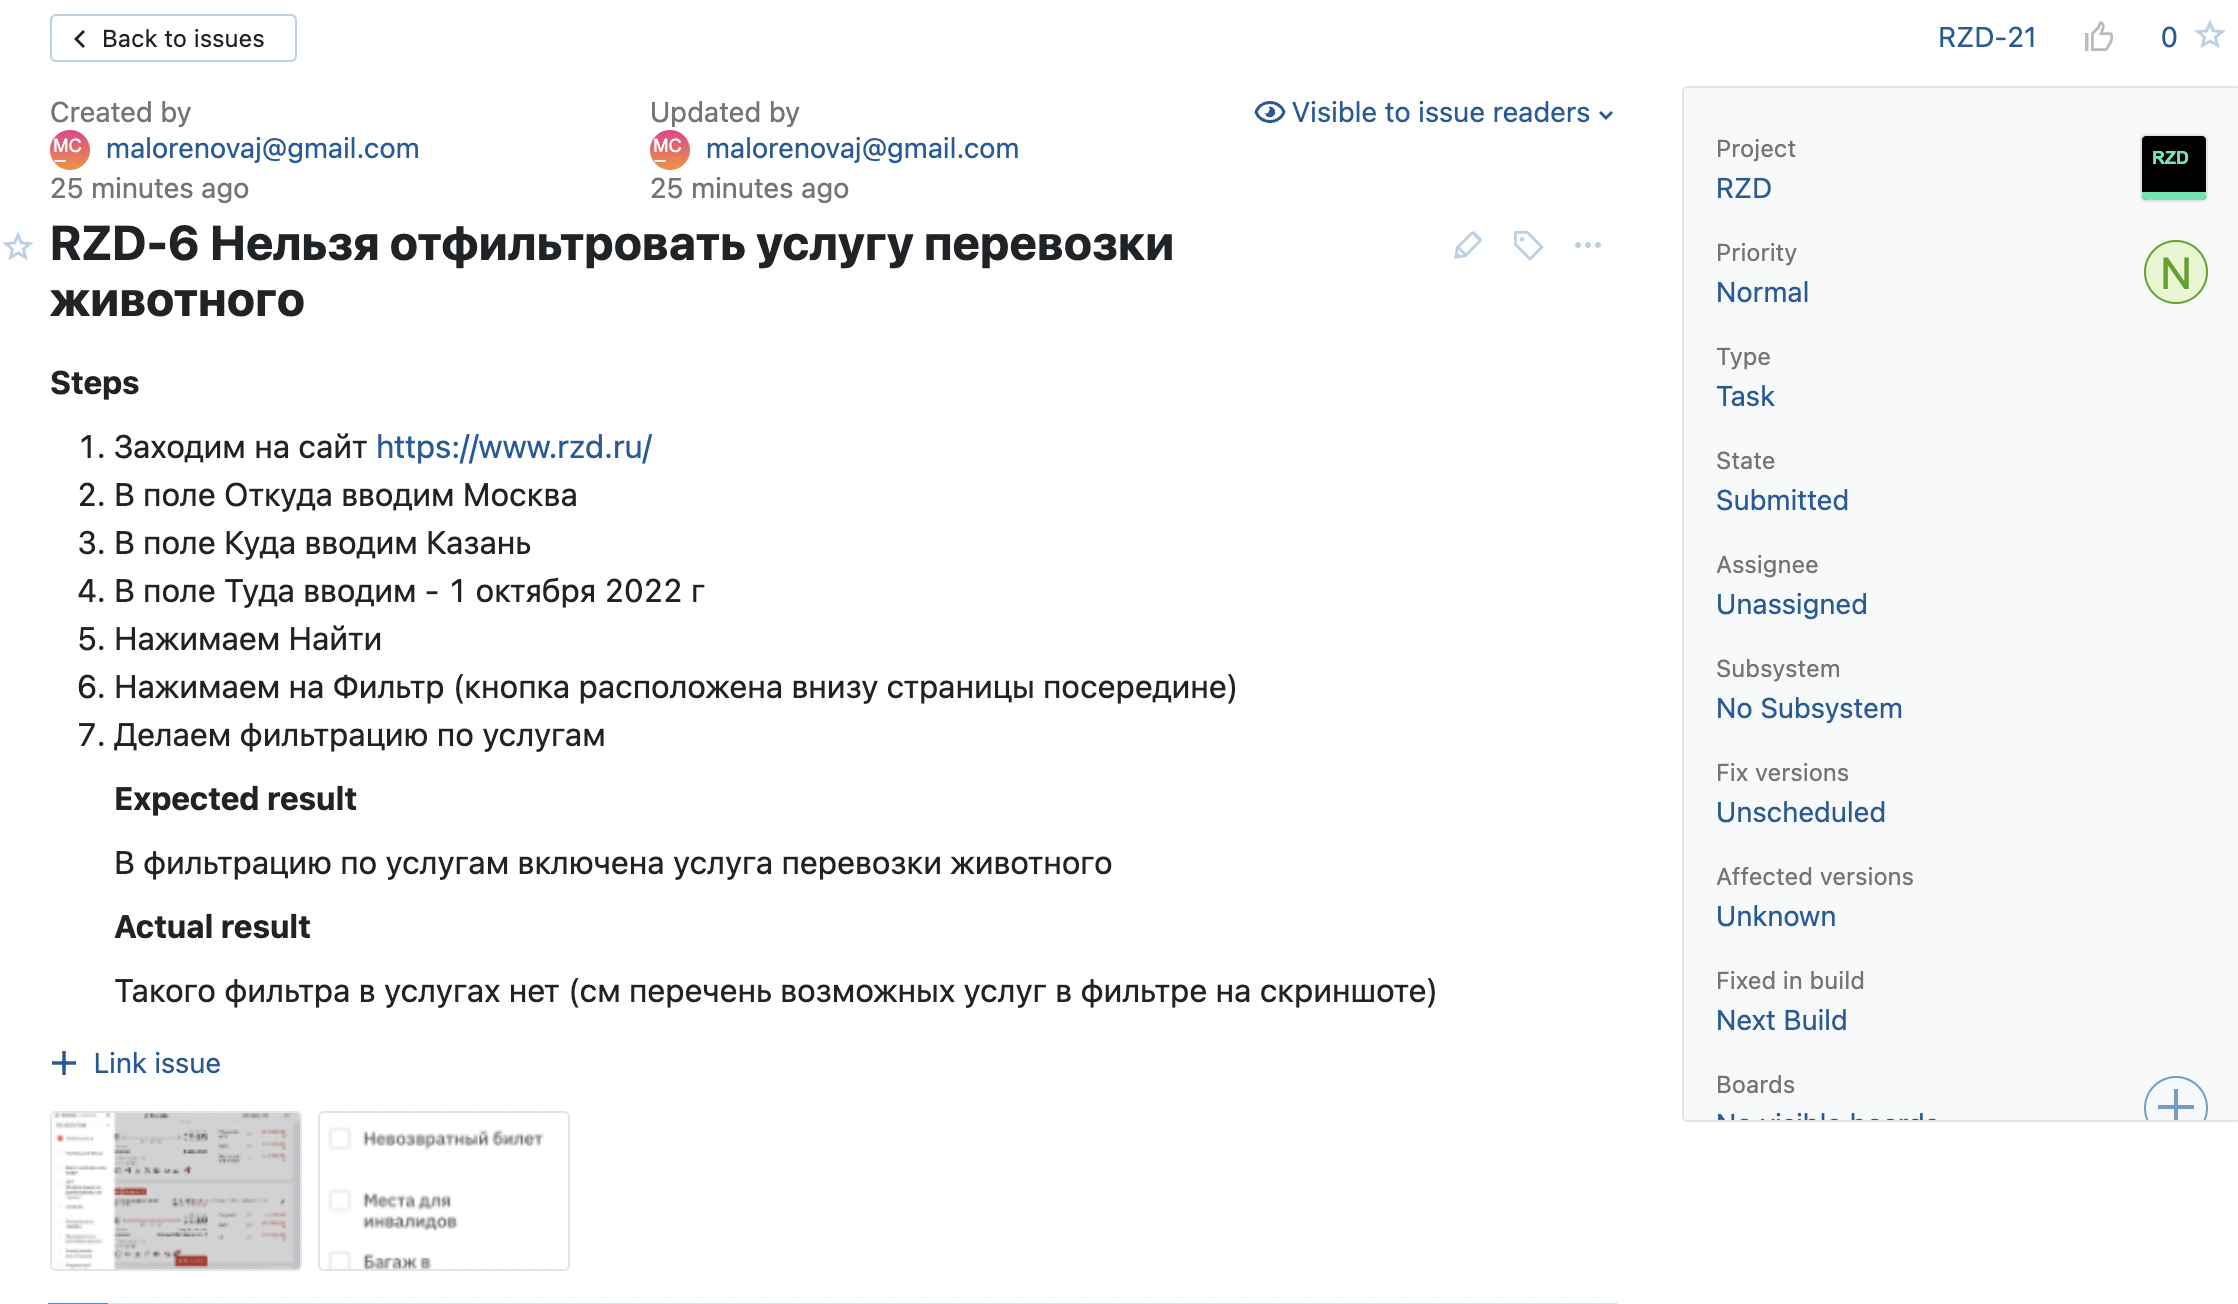 Back to issues
RZD-21
0
Created by
MC
malorenovaj@gmail.com
25 minutes ago
Updated by
MC
malorenovaj@gmail.com
25 minutes ago
Visible to issue readers
RZD-6 Нельзя отфильтровать услугу перевозки
животного
Steps
1. Заходим на сайт https://www.rzd.ru/
2. В поле Откуда вводим Москва
3. В поле Куда вводим Казань
4. В поле Туда вводим - 1 октября 2022 г
5. Нажимаем Найти
6. Нажимаем на Фильтр (кнопка расположена внизу страницы посередине)
7. Делаем фильтрацию по услугам
Expected result
В фильтрацию по услугам включена услуга перевозки животного
Actual result
Такого фильтра в услугах нет (см перечень возможных услуг в фильтре на скриншоте)
Link issue
Невозвратный билет
Места для
инвалидов
Багаж в
Project
RZD
RZD
Priority
Normal
N
Type
Task
State
Submitted
Assignee
Unassigned
Subsystem
No Subsystem
Fix versions
Unscheduled
Affected versions
Unknown
Fixed in build
Next Build
Boards
No visible boards